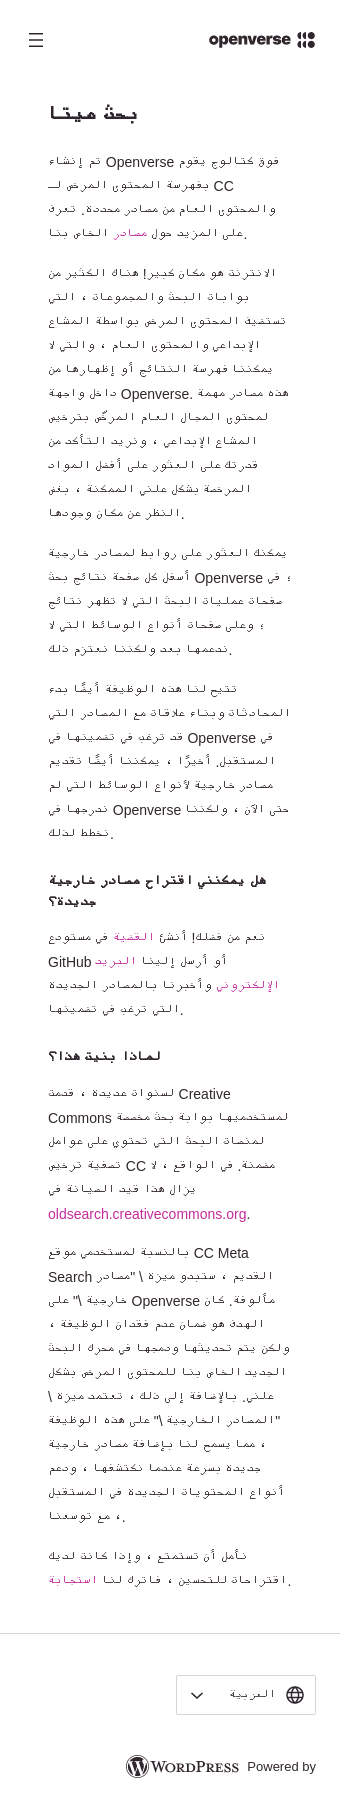 openverse
بحث ميتا
تم إنشاء Openverse فوق كتالوج يقوم
بفهرسة المحتوى المرخص لـ CC
والمحتوى العام من مصادر محددة. تعرف
على المزيد حول مصادر الخاص بنا.
الانترنت هو مكان كبير! هناك الكثير من
بوابات البحث والمجموعات ، التي
تستضيف المحتوى المرخص بواسطة المشاع
الإبداعي والمحتوى العام ، والتي لا
يمكننا فهرسة النتائج أو إظهارها من
داخل واجهة Openverse. هذه مصادر مهمة
لمحتوى المجال العام المرخّص بترخيص
المشاع الإبداعي ، ونريد التأكد من
قدرتك على العثور على أفضل المواد
المرخصة بشكل علني الممكنة ، بغض
النظر عن مكان وجودها.
يمكنك العثور على روابط لمصادر خارجية
أسفل كل صفحة نتائج بحث Openverse ؛ في
صفحات عمليات البحث التي لا تظهر نتائج
؛ وعلى صفحات أنواع الوسائط التي لا
ندعمها بعد ولكننا نعتزم ذلك.
تتيح لنا هذه الوظيفة أيضًا بدء
المحادثات وبناء علاقات مع المصادر التي
قد ترغب في تضمينها في Openverse في
المستقبل. أخيرًا ، يمكننا أيضًا تقديم
مصادر خارجية لأنواع الوسائط التي لم
ندرجها في Openverse حتى الآن ، ولكننا
نخطط لذلك.
هل يمكنني اقتراح مصادر خارجية
جديدة؟
نعم من فضلك! أنشئ القضية في مستودع
GitHub أو أرسل إلينا البريد
الإلكتروني وأخبرنا بالمصادر الجديدة
التي ترغب في تضمينها.
لماذا بنيت هذا؟
لسنوات عديدة ، قدمت Creative
Commons لمستخدميها بوابة بحث مخصصة
لمنصات البحث التي تحتوي على عوامل
تصفية ترخيص CC مضمنة. في الواقع ، لا
يزال هذا قيد الصيانة في
oldsearch.creativecommons.org.
بالنسبة لمستخدمي موقع CC Meta
Search القديم ، ستبدو ميزة \ "مصادر
خارجية \" على Openverse مألوفة. كان
الهدف هو ضمان عدم فقدان الوظيفة ،
ولكن يتم تحديثها ودمجها في محرك البحث
الجديد الخاص بنا للمحتوى المرخص بشكل
علني. بالإضافة إلى ذلك ، تعتمد ميزة \
"المصادر الخارجية \" على هذه الوظيفة
، مما يسمح لنا بإضافة مصادر خارجية
جديدة بسرعة عندما نكتشفها ، ودعم
أنواع المحتويات الجديدة في المستقبل
، مع توسعنا.
نأمل أن تستمتع ، وإذا كانت لديك
اقتراحات للتحسين ، فاترك لنا استجابة.
العربية
Powered by WORDPRESS